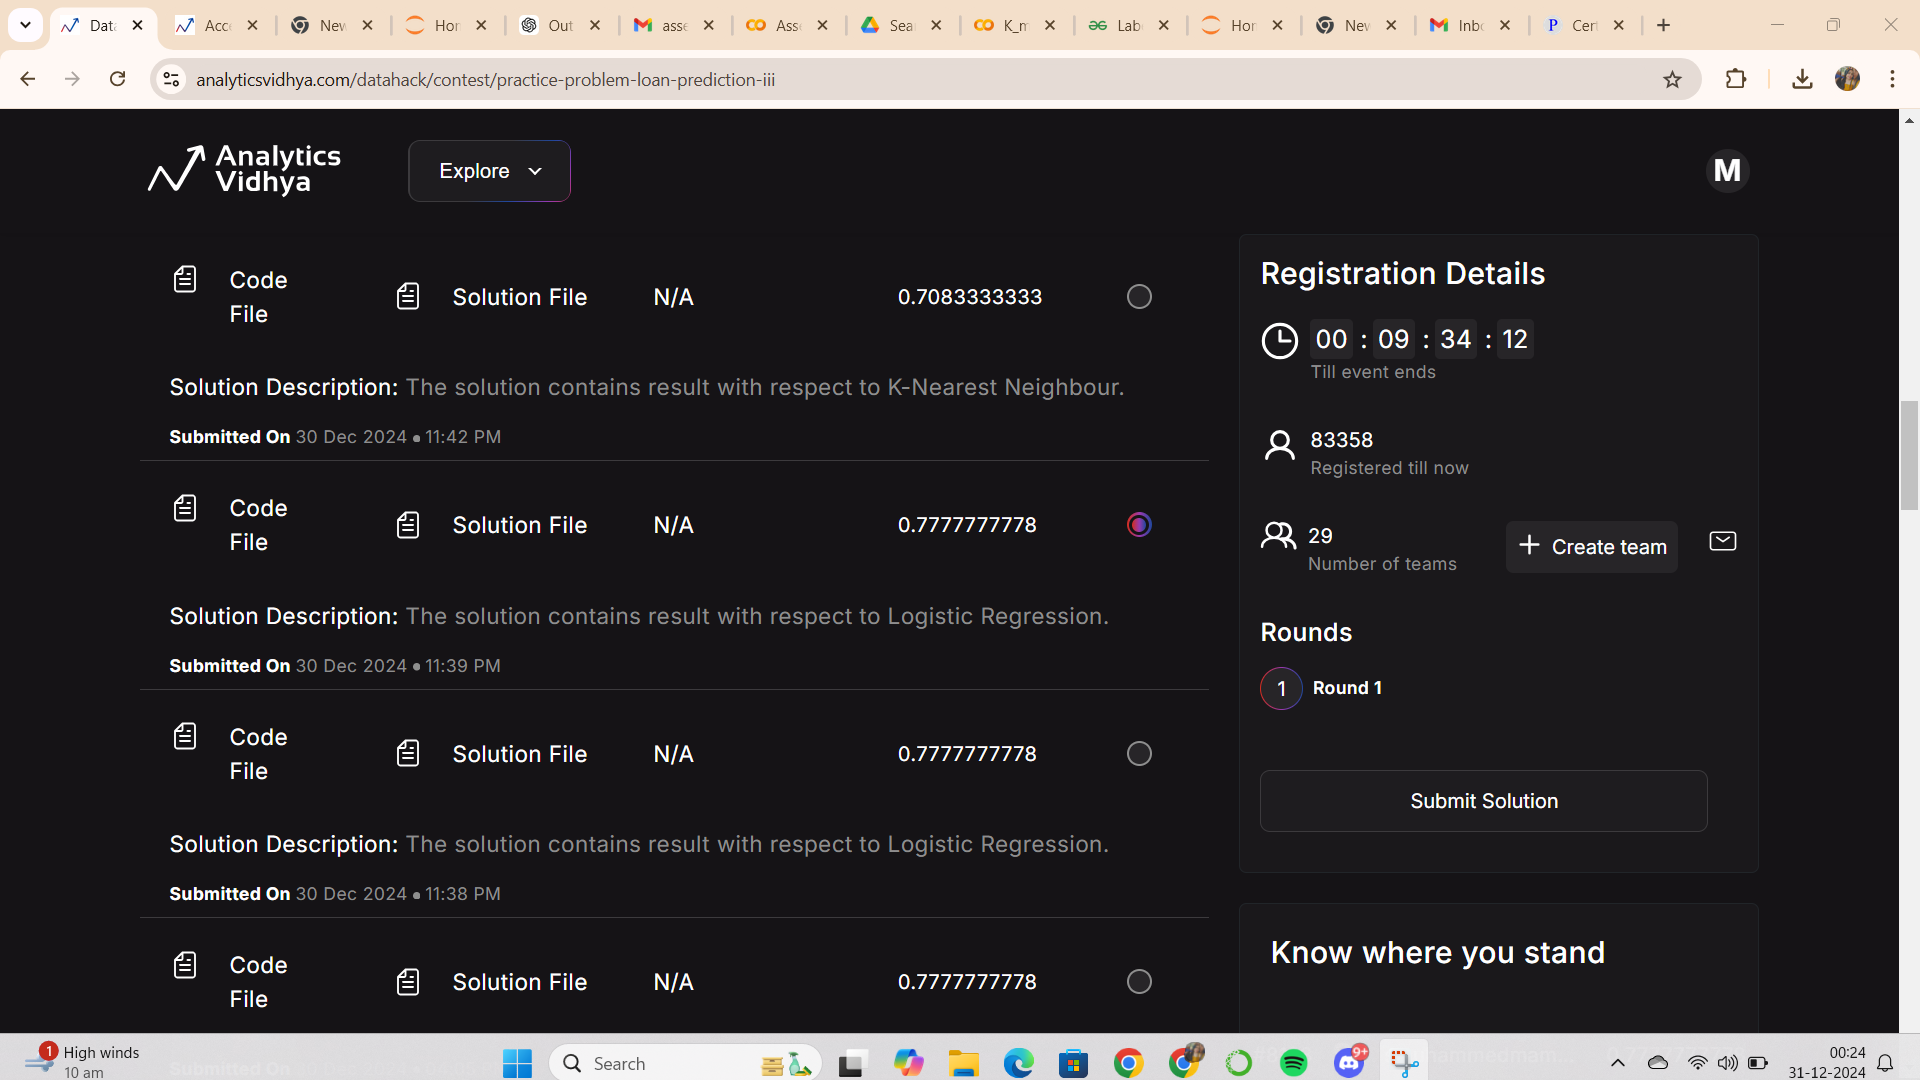 Data
Acc
New
Hor
Out
asse
Ass
Sea
K_m
Lab
Hor
New
Inbo
Cert
analyticsvidhya.com/datahack/contest/practice-problem-loan-prediction-iii
Analytics
Vidhya
Explore
M
Code
File
Solution File
N/A
0.7083333333
Solution Description: The solution contains result with respect to K-Nearest Neighbour.
Submitted On 30 Dec 2024 • 11:42 PM
Code
File
Solution File
N/A
0.7777777778
Solution Description: The solution contains result with respect to Logistic Regression.
Submitted On 30 Dec 2024 • 11:39 PM
Code
File
Solution File
N/A
0.7777777778
Solution Description: The solution contains result with respect to Logistic Regression.
Submitted On 30 Dec 2024 • 11:38 PM
Code
File
Solution File
N/A
0.7777777778
Registration Details
00 : 09 : 34 : 12
Till event ends
83358
Registered till now
29
Number of teams
+ Create team
Rounds
1 Round 1
Submit Solution
Know where you stand
1
High winds
10 am
Search
9+
00:24
31-12-2024